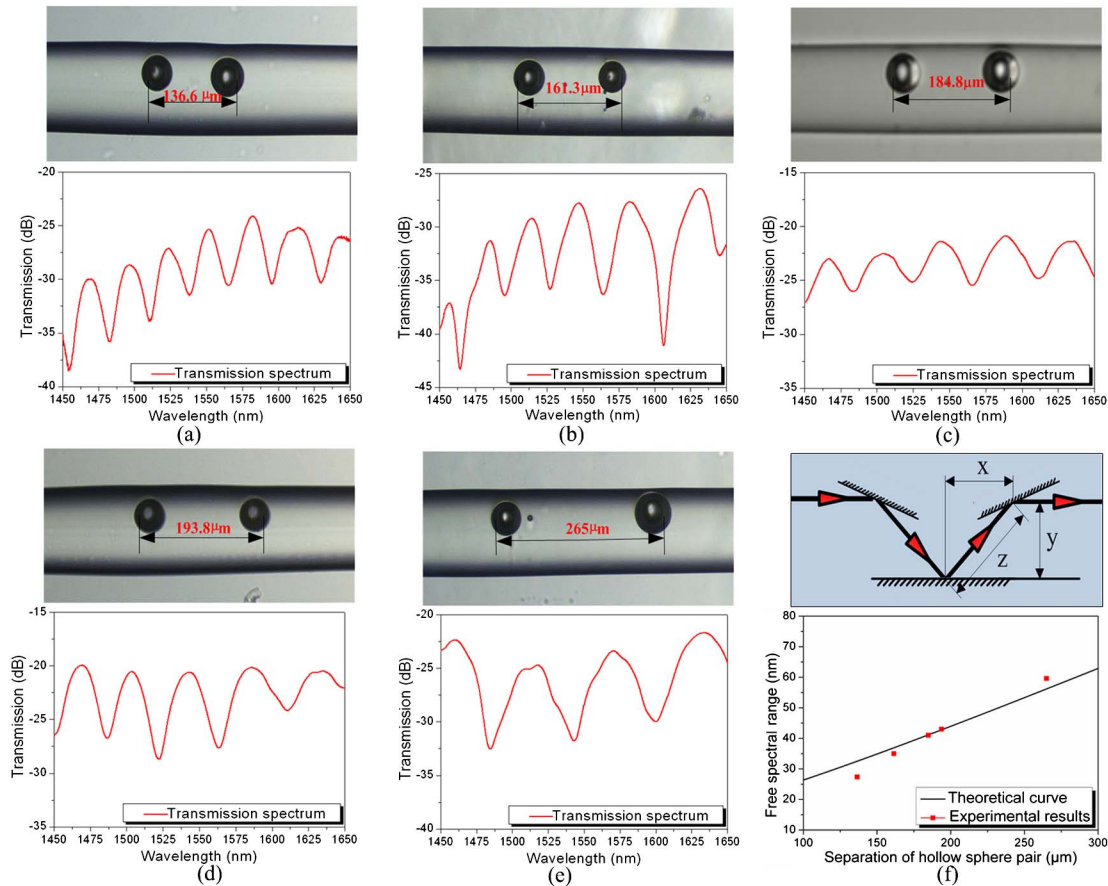 136.6 μm
161.3μm
184.8μm
-20
-25
-30
-35
-40
Transmission (dB)
Transmission spectrum
1450 1475 1500 1525 1550 1575 1600 1625 1650
Wavelength (nm)
(a)
-25
-30
-35
-40
-45
Transmission (dB)
Transmission spectrum
1450 1475 1500 1525 1550 1575 1600 1625 1650
Wavelength (nm)
(b)
-15
-20
-25
-30
-35
Transmission (dB)
Transmission spectrum
1450 1475 1500 1525 1550 1575 1600 1625 1650
Wavelength (nm)
(c)
193.8μm
265μm
x
y
z
-15
-20
-25
-30
-35
Transmission (dB)
Transmission spectrum
1450 1475 1500 1525 1550 1575 1600 1625 1650
Wavelength (nm)
(d)
-20
-25
-30
-35
-40
Transmission (dB)
Transmission spectrum
1450 1475 1500 1525 1550 1575 1600 1625 1650
Wavelength (nm)
(e)
80
70
60
50
40
30
20
10
Free spectral range (nm)
Theoretical curve
Experimental results
100 150 200 250 300
Separation of hollow sphere pair (μm)
(f)